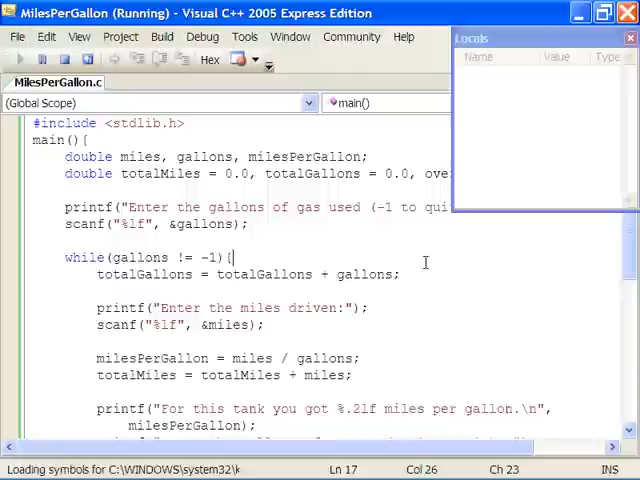 MilesPerGallon (Running) - Visual C++ 2005 Express Edition
File Edit View Project Build Debug Tools Window Community Help
Hex
MilesPerGallon.c
(Global Scope) main()
Locals
Name Value Type
#include <stdlib.h>
main(){
double miles, gallons, milesPerGallon;
double totalMiles = 0.0, totalGallons = 0.0, over
printf("Enter the gallons of gas used (-1 to qui
scanf("%lf", &gallons);
while(gallons != -1){
totalGallons = totalGallons + gallons;
printf("Enter the miles driven:");
scanf("%lf", &miles);
milesPerGallon = miles / gallons;
totalMiles = totalMiles + miles;
printf("For this tank you got %.2lf miles per gallon.\n",
milesPerGallon);
Loading symbols for C:\WINDOWS\system32\k Ln 17 Col 26 Ch 23 INS